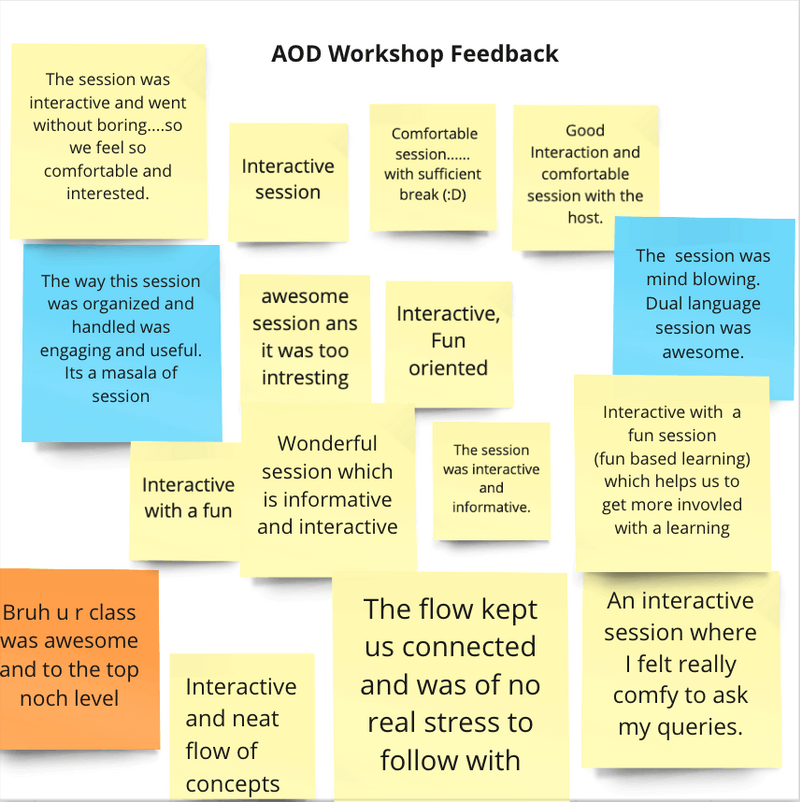 AOD Workshop Feedback
The session was
interactive and went
without boring....so
we feel so
comfortable and
interested.
Interactive
session
Comfortable
session......
with sufficient
break (:D)
Good
Interaction and
comfortable
session with the
host.
The way this session
was organized and
handled was
engaging and useful.
Its a masala of
session
awesome
session ans
it was too
intresting
Interactive,
Fun
oriented
The session was
mind blowing.
Dual language
session was
awesome.
Interactive
with a fun
Wonderful
session which
is informative
and interactive
The session
was interactive
and
informative.
Interactive with a
fun session
(fun based learning)
which helps us to
get more invovled
with a learning
Bruh u r class
was awesome
and to the top
noch level
Interactive
and neat
flow of
concepts
The flow kept
us connected
and was of no
real stress to
follow with
An interactive
session where
I felt really
comfy to ask
my queries.